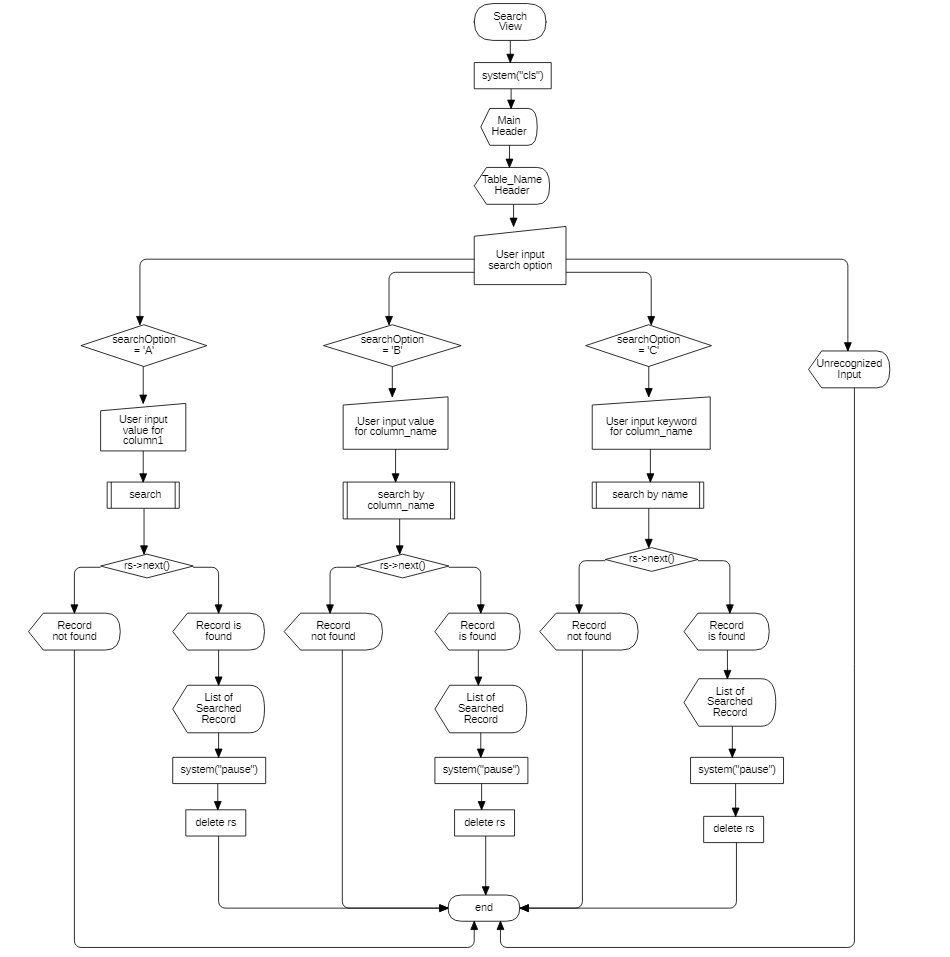 Search
View
system("cls")
Main
Header
Table_Name
Header
User input
search option
searchOption
= 'A'
searchOption
= 'B'
searchOption
= 'C'
Unrecognized
Input
User input
value for
column1
User input value
for column_name
User input keyword
for column_name
search
search by
column_name
search by name
rs->next()
rs->next()
rs->next()
Record
not found
Record is
found
Record
not found
Record
is found
Record
not found
Record
is found
List of
Searched
Record
List of
Searched
Record
List of
Searched
Record
system("pause")
system("pause")
system("pause")
delete rs
delete rs
delete rs
end